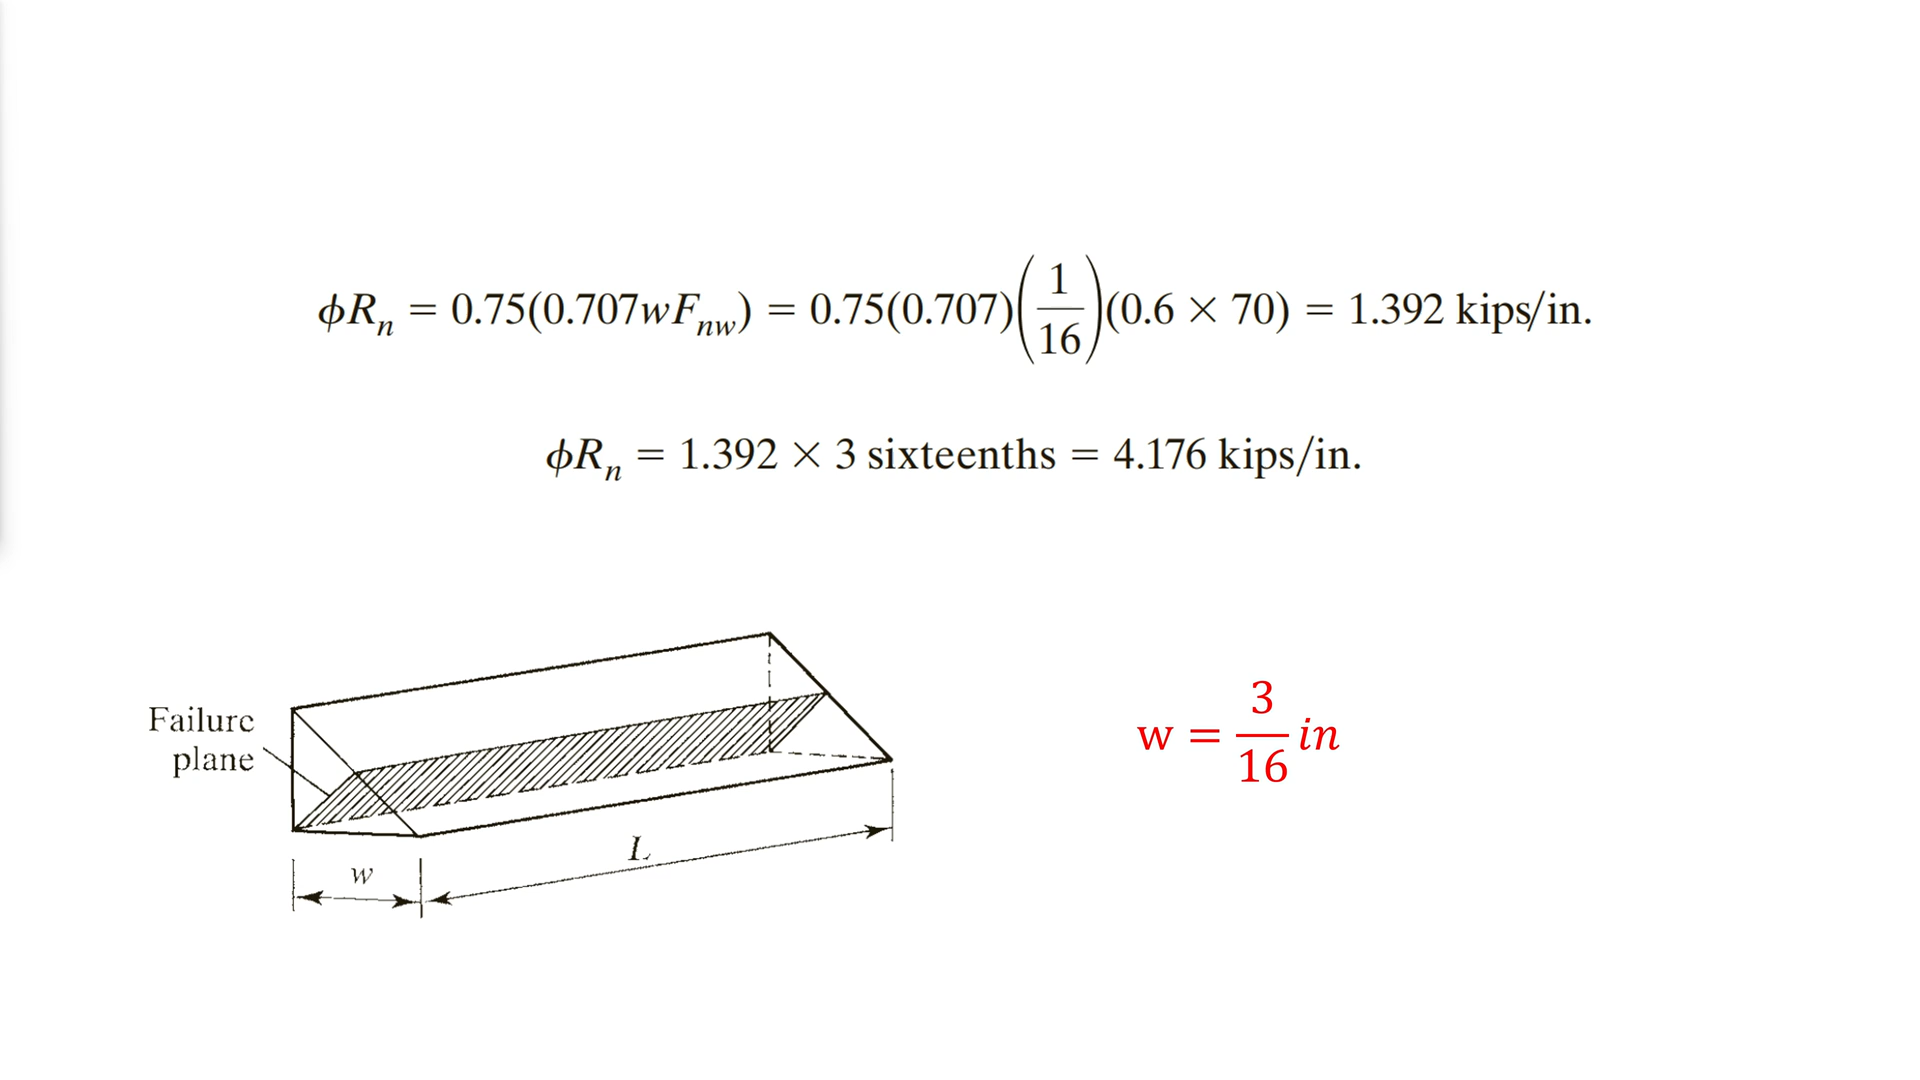 ϕRₙ = 0.75(0.707wFₙw) = 0.75(0.707)(1/16)(0.6 × 70) = 1.392 kips/in.
ϕRₙ = 1.392 × 3 sixteenths = 4.176 kips/in.
Failure
plane
w = 3/16 in
L
w